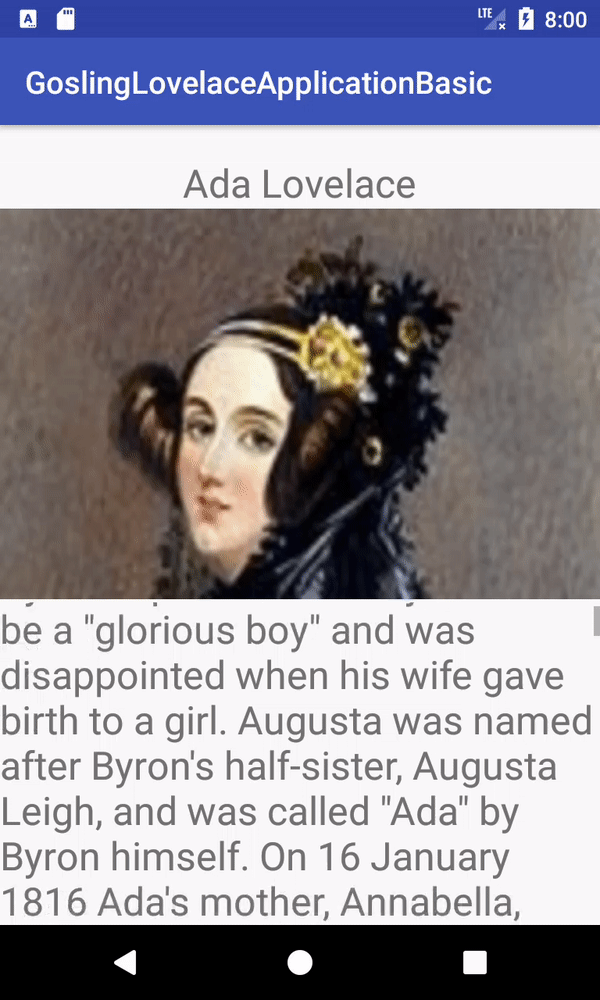 LTE 8:00
GoslingLovelaceApplicationBasic
Ada Lovelace
be a "glorious boy" and was
disappointed when his wife gave
birth to a girl. Augusta was named
after Byron's half-sister, Augusta
Leigh, and was called "Ada" by
Byron himself. On 16 January
1816 Ada's mother, Annabella,